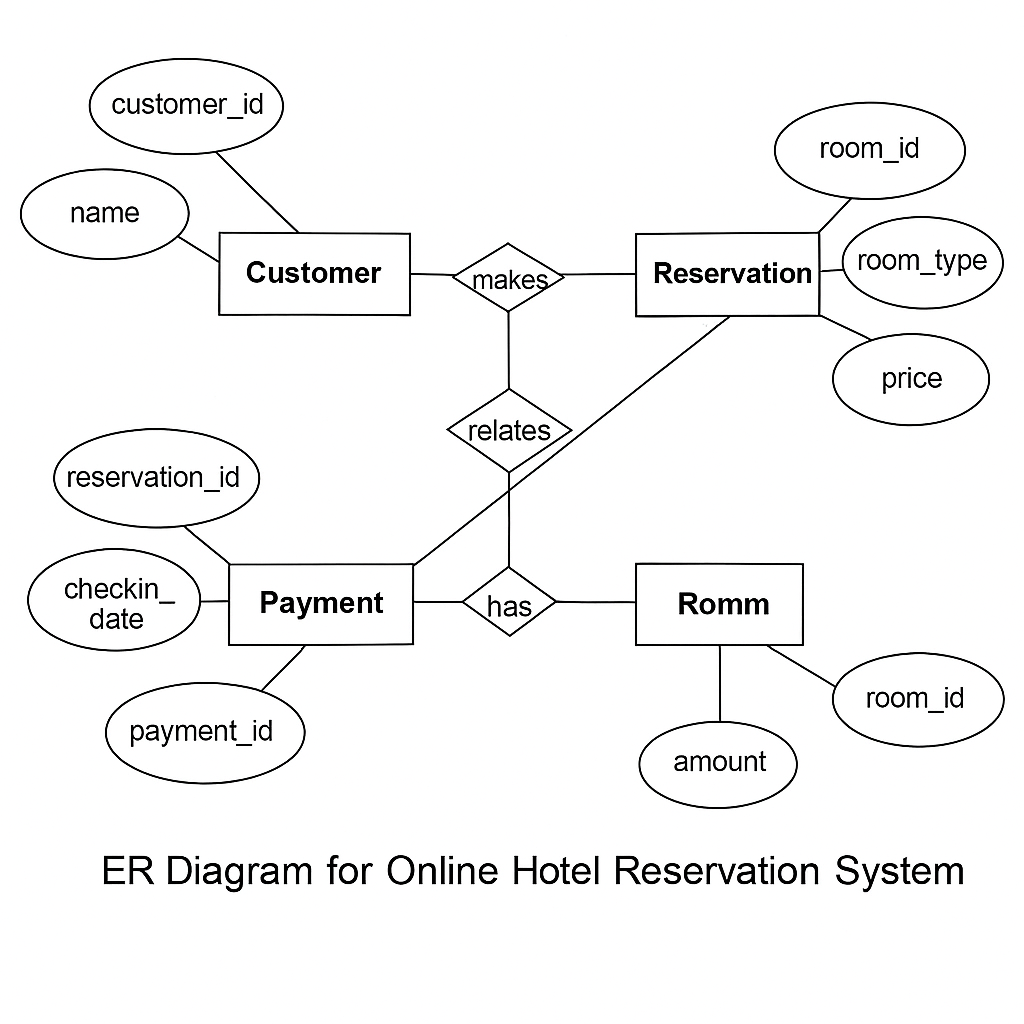 customer_id
room_id
name
Customer
makes
Reservation
room_type
price
relates
reservation_id
checkin_
date
Payment
has
Romm
room_id
payment_id
amount
ER Diagram for Online Hotel Reservation System